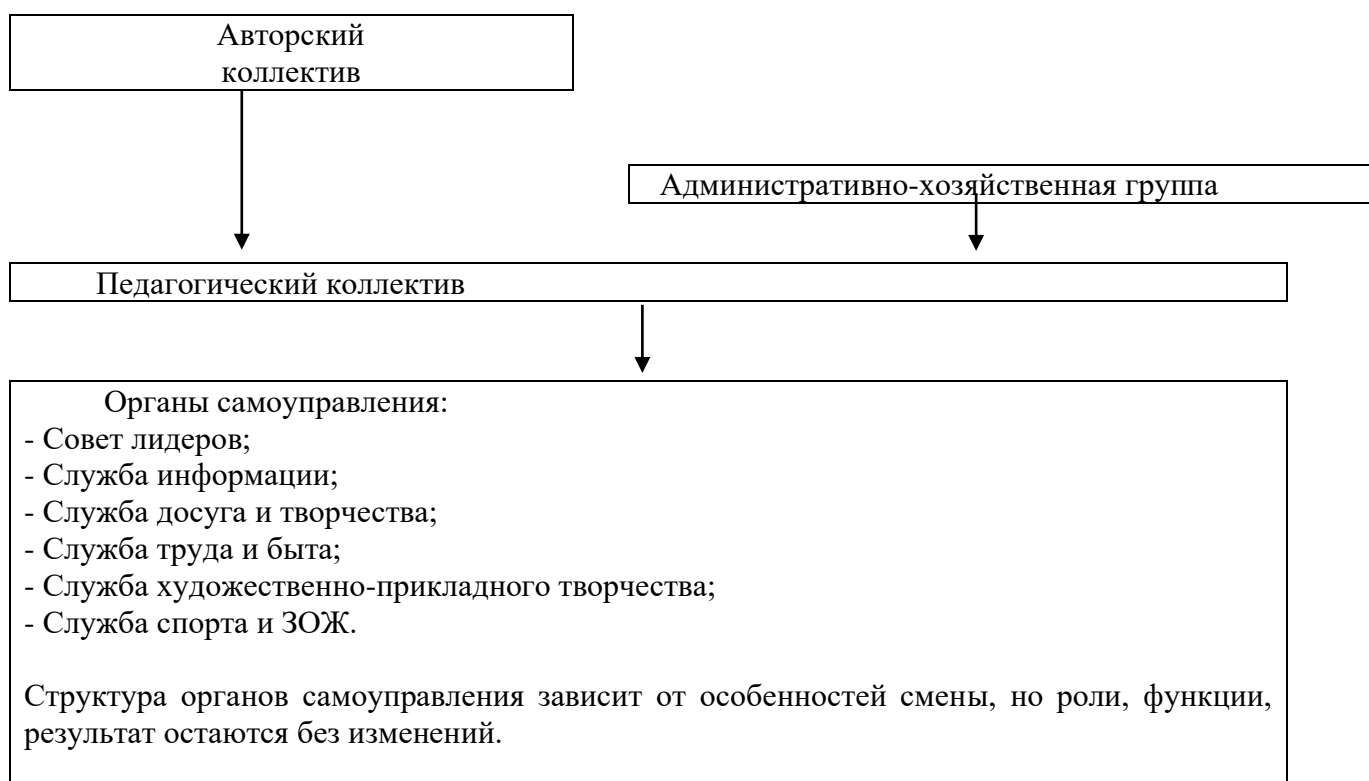 Авторский
коллектив
Административно-хозяйственная группа
Педагогический коллектив
Органы самоуправления:
- Совет лидеров;
- Служба информации;
- Служба досуга и творчества;
- Служба труда и быта;
- Служба художественно-прикладного творчества;
- Служба спорта и ЗОЖ.
Структура органов самоуправления зависит от особенностей смены, но роли, функции,
результат остаются без изменений.